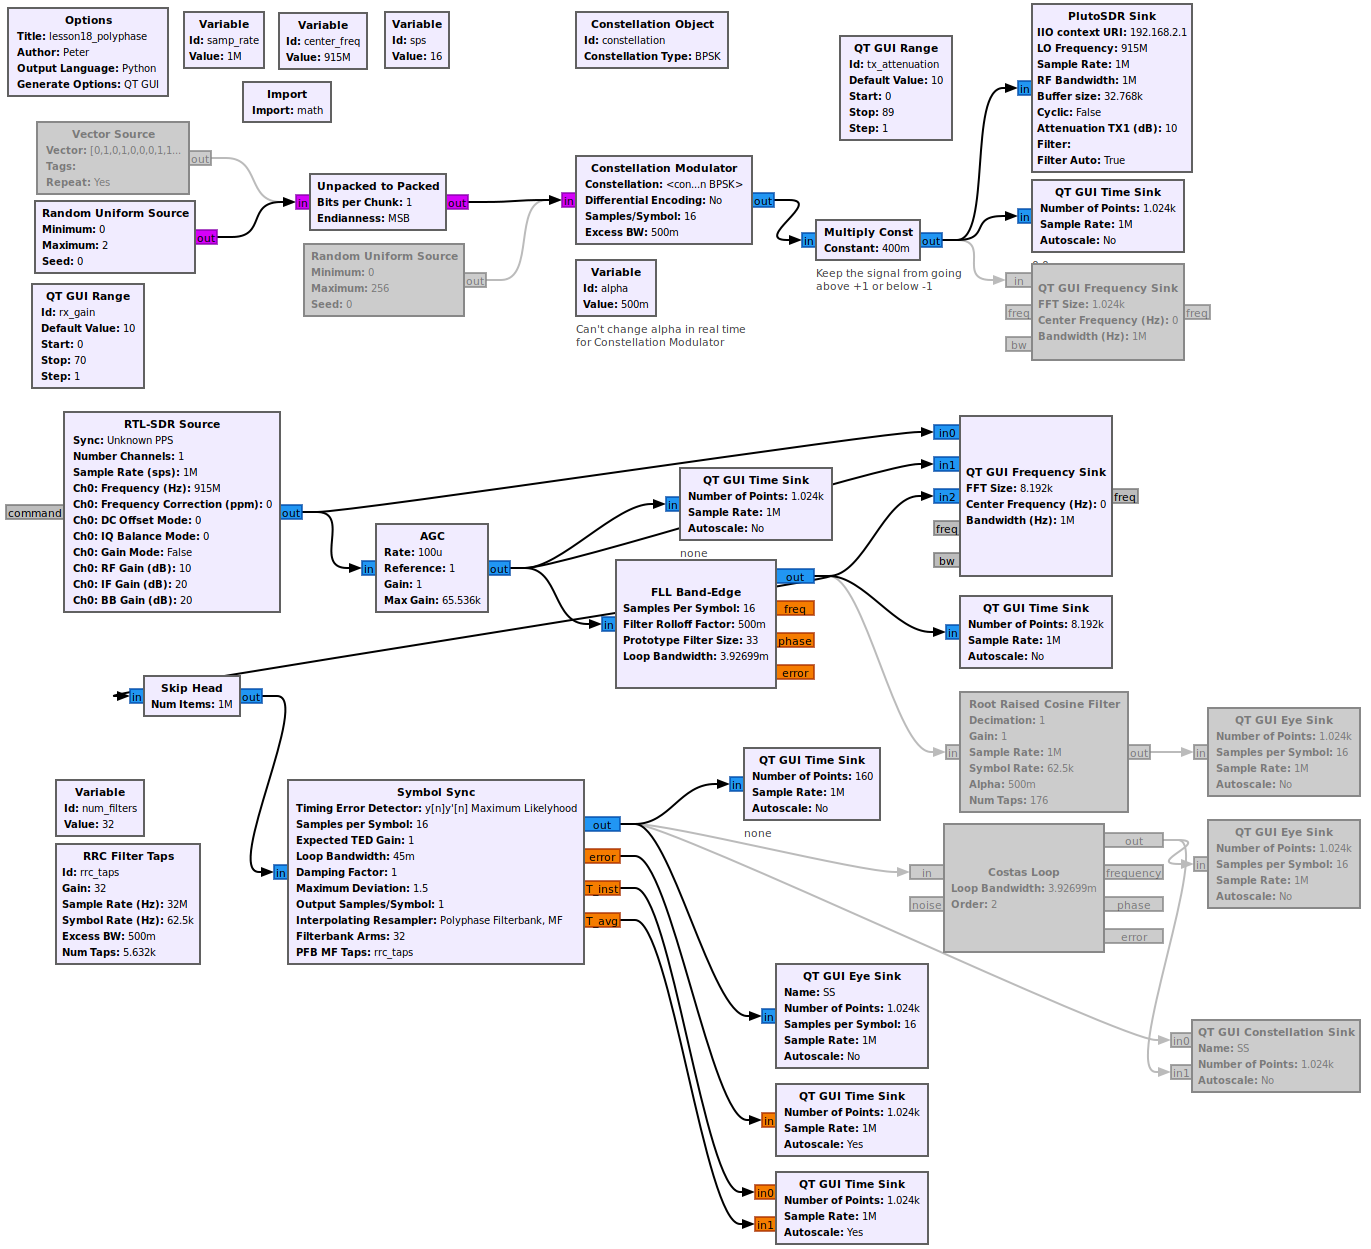 Options
Title: lesson18_polyphase
Author: Peter
Output Language: Python
Generate Options: QT GUI
Variable
Id: samp_rate
Value: 1M
Variable
Id: center_freq
Value: 915M
Variable
Id: sps
Value: 16
Import
Import: math
Constellation Object
Id: constellation
Constellation Type: BPSK
QT GUI Range
Id: tx_attenuation
Default Value: 10
Start: 0
Stop: 89
Step: 1
PlutoSDR Sink
IIO context URI: 192.168.2.1
LO Frequency: 915M
Sample Rate: 1M
RF Bandwidth: 1M
Buffer size: 32.768k
Cyclic: False
Attenuation TX1 (dB): 10
Filter:
Filter Auto: True
in
Vector Source
Vector: [0,1,0,1,0,0,0,1,1...
Tags:
Repeat: Yes
out
Random Uniform Source
Minimum: 0
Maximum: 2
Seed: 0
out
Unpacked to Packed
Bits per Chunk: 1
Endianness: MSB
in
out
Random Uniform Source
Minimum: 0
Maximum: 256
Seed: 0
out
Constellation Modulator
Constellation: <con...n BPSK>
Differential Encoding: No
Samples/Symbol: 16
Excess BW: 500m
in
out
Variable
Id: alpha
Value: 500m
Can't change alpha in real time
for Constellation Modulator
Multiply Const
Constant: 400m
in
out
Keep the signal from going
above +1 or below -1
QT GUI Time Sink
Number of Points: 1.024k
Sample Rate: 1M
Autoscale: No
in
QT GUI Frequency Sink
FFT Size: 1.024k
Center Frequency (Hz): 0
Bandwidth (Hz): 1M
in
freq
bw
freq
QT GUI Range
Id: rx_gain
Default Value: 10
Start: 0
Stop: 70
Step: 1
RTL-SDR Source
Sync: Unknown PPS
Number Channels: 1
Sample Rate (sps): 1M
Ch0: Frequency (Hz): 915M
Ch0: Frequency Correction (ppm): 0
Ch0: DC Offset Mode: 0
Ch0: IQ Balance Mode: 0
Ch0: Gain Mode: False
Ch0: RF Gain (dB): 10
Ch0: IF Gain (dB): 20
Ch0: BB Gain (dB): 20
command
out
AGC
Rate: 100u
Reference: 1
Gain: 1
Max Gain: 65.536k
in
out
QT GUI Time Sink
Number of Points: 1.024k
Sample Rate: 1M
Autoscale: No
in
none
FLL Band-Edge
Samples Per Symbol: 16
Filter Rolloff Factor: 500m
Prototype Filter Size: 33
Loop Bandwidth: 3.92699m
in
out
freq
phase
error
QT GUI Frequency Sink
FFT Size: 8.192k
Center Frequency (Hz): 0
Bandwidth (Hz): 1M
in0
in1
in2
freq
bw
freq
QT GUI Time Sink
Number of Points: 8.192k
Sample Rate: 1M
Autoscale: No
in
Skip Head
Num Items: 1M
in
out
Root Raised Cosine Filter
Decimation: 1
Gain: 1
Sample Rate: 1M
Symbol Rate: 62.5k
Alpha: 500m
Num Taps: 176
in
out
QT GUI Eye Sink
Number of Points: 1.024k
Samples per Symbol: 16
Sample Rate: 1M
Autoscale: No
in
Variable
Id: num_filters
Value: 32
RRC Filter Taps
Id: rrc_taps
Gain: 32
Sample Rate (Hz): 32M
Symbol Rate (Hz): 62.5k
Excess BW: 500m
Num Taps: 5.632k
Symbol Sync
Timing Error Detector: y[n]y'[n] Maximum Likelyhood
Samples per Symbol: 16
Expected TED Gain: 1
Loop Bandwidth: 45m
Damping Factor: 1
Maximum Deviation: 1.5
Output Samples/Symbol: 1
Interpolating Resampler: Polyphase Filterbank, MF
Filterbank Arms: 32
PFB MF Taps: rrc_taps
in
out
error
T_inst
T_avg
QT GUI Time Sink
Number of Points: 160
Sample Rate: 1M
Autoscale: No
in
none
Costas Loop
Loop Bandwidth: 3.92699m
Order: 2
in
noise
out
frequency
phase
error
QT GUI Eye Sink
Number of Points: 1.024k
Samples per Symbol: 16
Sample Rate: 1M
Autoscale: No
in
QT GUI Eye Sink
Name: SS
Number of Points: 1.024k
Samples per Symbol: 16
Sample Rate: 1M
Autoscale: No
in
QT GUI Constellation Sink
Name: SS
Number of Points: 1.024k
Autoscale: No
in0
in1
QT GUI Time Sink
Number of Points: 1.024k
Sample Rate: 1M
Autoscale: Yes
in
QT GUI Time Sink
Number of Points: 1.024k
Sample Rate: 1M
Autoscale: Yes
in0
in1